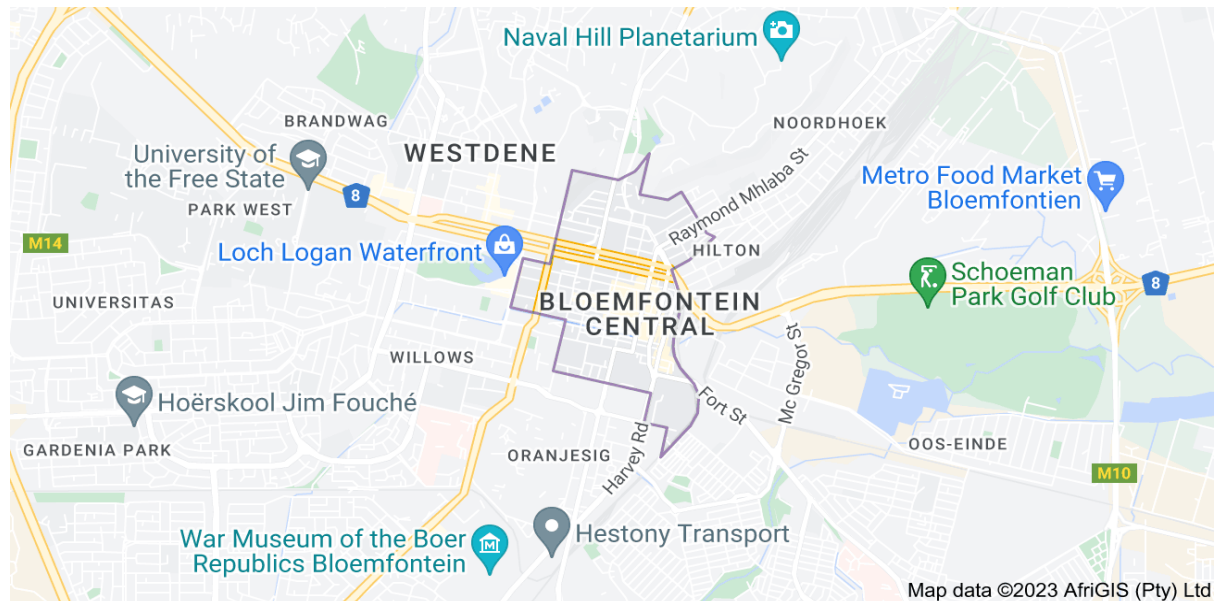 Naval Hill Planetarium
BRANDWAG
NOORDHOEK
WESTDENE
University of
the Free State
Raymond Mhlaba St
Metro Food Market
Bloemfontien
8
PARK WEST
M14
Loch Logan Waterfront
HILTON
Schoeman
Park Golf Club
8
UNIVERSITAS
BLOEMFONTEIN
CENTRAL
WILLOWS
Mc Gregor St
Hoërskool Jim Fouché
Fort St
GARDENIA PARK
ORANJESIG
Harvey Rd
OOS-EINDE
M10
War Museum of the Boer
Republics Bloemfontein
Hestony Transport
Map data ©2023 AfriGIS (Pty) Ltd